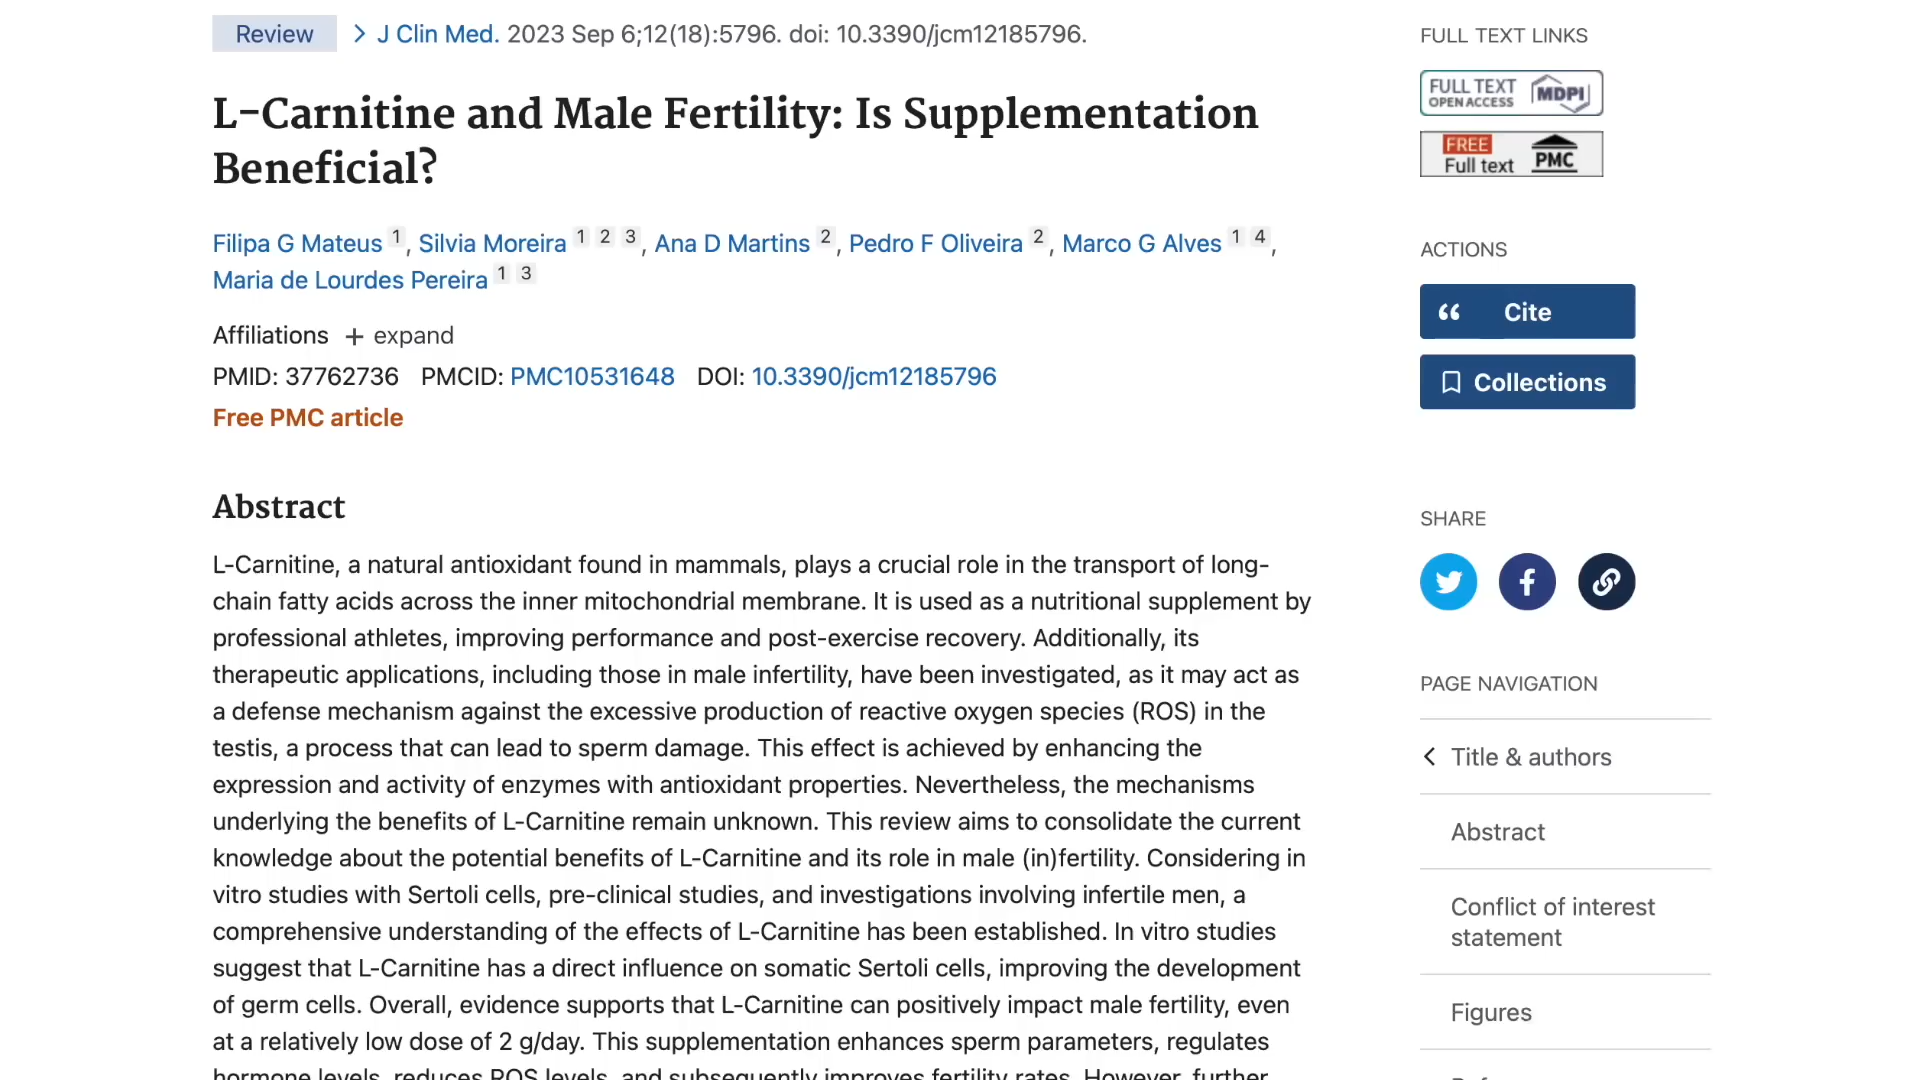 Review > J Clin Med. 2023 Sep 6;12(18):5796. doi: 10.3390/jcm12185796.
L-Carnitine and Male Fertility: Is Supplementation
Beneficial?
Filipa G Mateus 1, Silvia Moreira 1 2 3, Ana D Martins 2, Pedro F Oliveira 2, Marco G Alves 1 4,
Maria de Lourdes Pereira 1 3
Affiliations + expand
PMID: 37762736 PMCID: PMC10531648 DOI: 10.3390/jcm12185796
Free PMC article
Abstract
L-Carnitine, a natural antioxidant found in mammals, plays a crucial role in the transport of long-
chain fatty acids across the inner mitochondrial membrane. It is used as a nutritional supplement by
professional athletes, improving performance and post-exercise recovery. Additionally, its
therapeutic applications, including those in male infertility, have been investigated, as it may act as
a defense mechanism against the excessive production of reactive oxygen species (ROS) in the
testis, a process that can lead to sperm damage. This effect is achieved by enhancing the
expression and activity of enzymes with antioxidant properties. Nevertheless, the mechanisms
underlying the benefits of L-Carnitine remain unknown. This review aims to consolidate the current
knowledge about the potential benefits of L-Carnitine and its role in male (in)fertility. Considering in
vitro studies with Sertoli cells, pre-clinical studies, and investigations involving infertile men, a
comprehensive understanding of the effects of L-Carnitine has been established. In vitro studies
suggest that L-Carnitine has a direct influence on somatic Sertoli cells, improving the development
of germ cells. Overall, evidence supports that L-Carnitine can positively impact male fertility, even
at a relatively low dose of 2 g/day. This supplementation enhances sperm parameters, regulates
hormone levels, reduces ROS levels, and subsequently improves fertility rates. However, further
FULL TEXT LINKS
FULL TEXT
OPEN ACCESS
MDPI
FREE
Full text
PMC
ACTIONS
Cite
Collections
SHARE
PAGE NAVIGATION
Title & authors
Abstract
Conflict of interest
statement
Figures